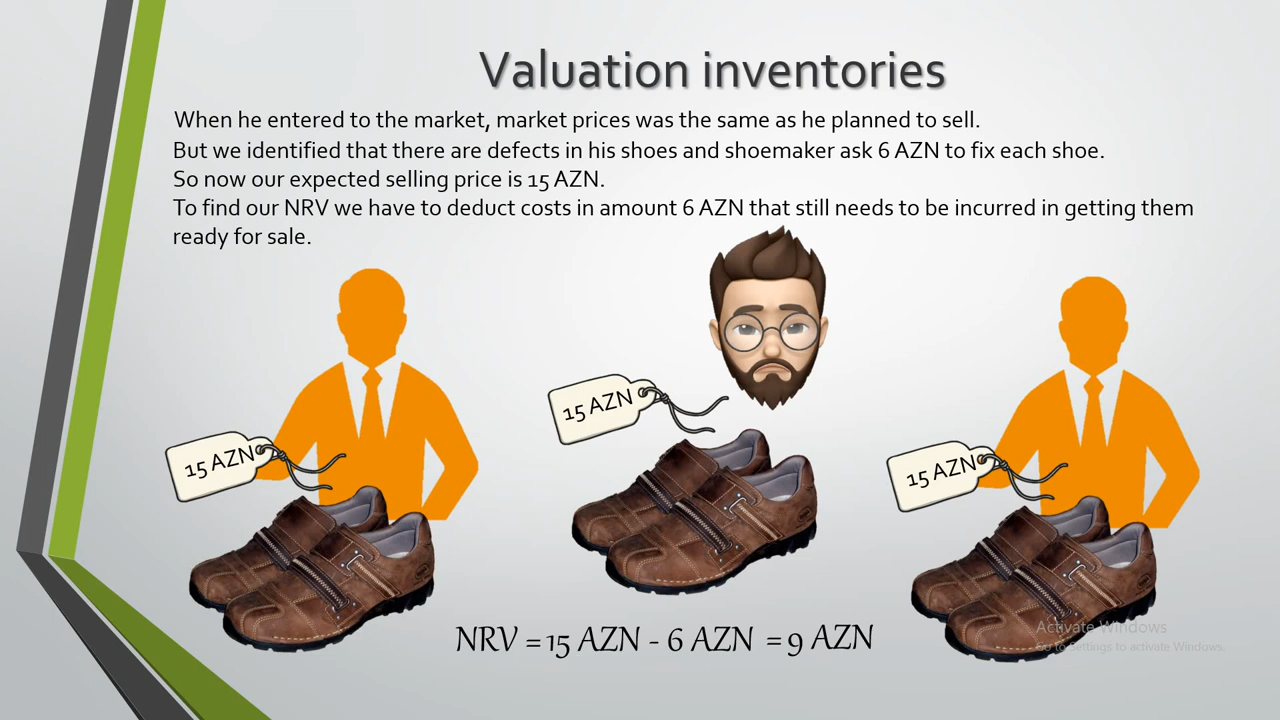 Valuation inventories
When he entered to the market, market prices was the same as he planned to sell.
But we identified that there are defects in his shoes and shoemaker ask 6 AZN to fix each shoe.
So now our expected selling price is 15 AZN.
To find our NRV we have to deduct costs in amount 6 AZN that still needs to be incurred in getting them
ready for sale.
15 AZN
15 AZN
15 AZN
NRV = 15 AZN - 6 AZN = 9 AZN
Activate Windows
Go to Settings to activate Windows.